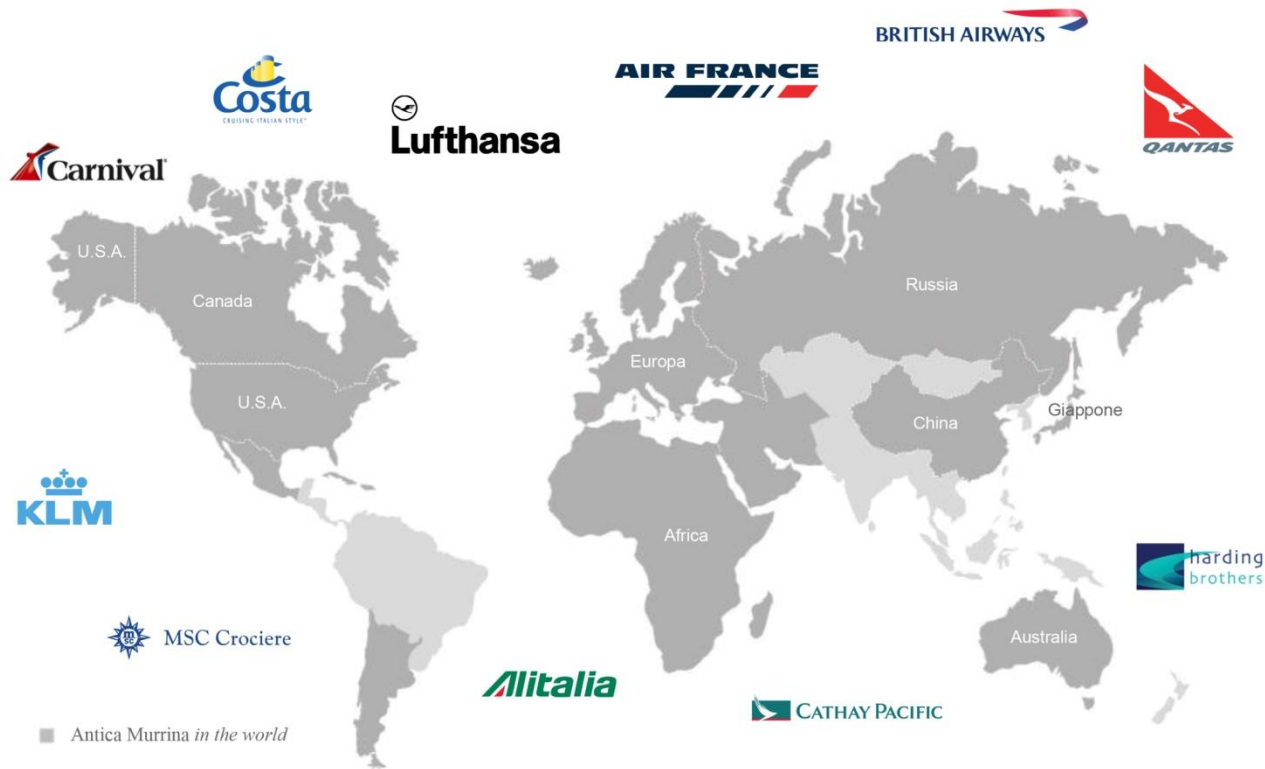 BRITISH AIRWAYS
AIR FRANCE
Costa
CRUISING ITALIAN STYLE"
Lufthansa
QANTAS
Carnival®
U.S.A.
Canada
Russia
Europa
U.S.A.
Giappone
China
KLM
Africa
harding
brothers
m
sc
MSC Crociere
Australia
Alitalia
CATHAY PACIFIC
Antica Murrina in the world